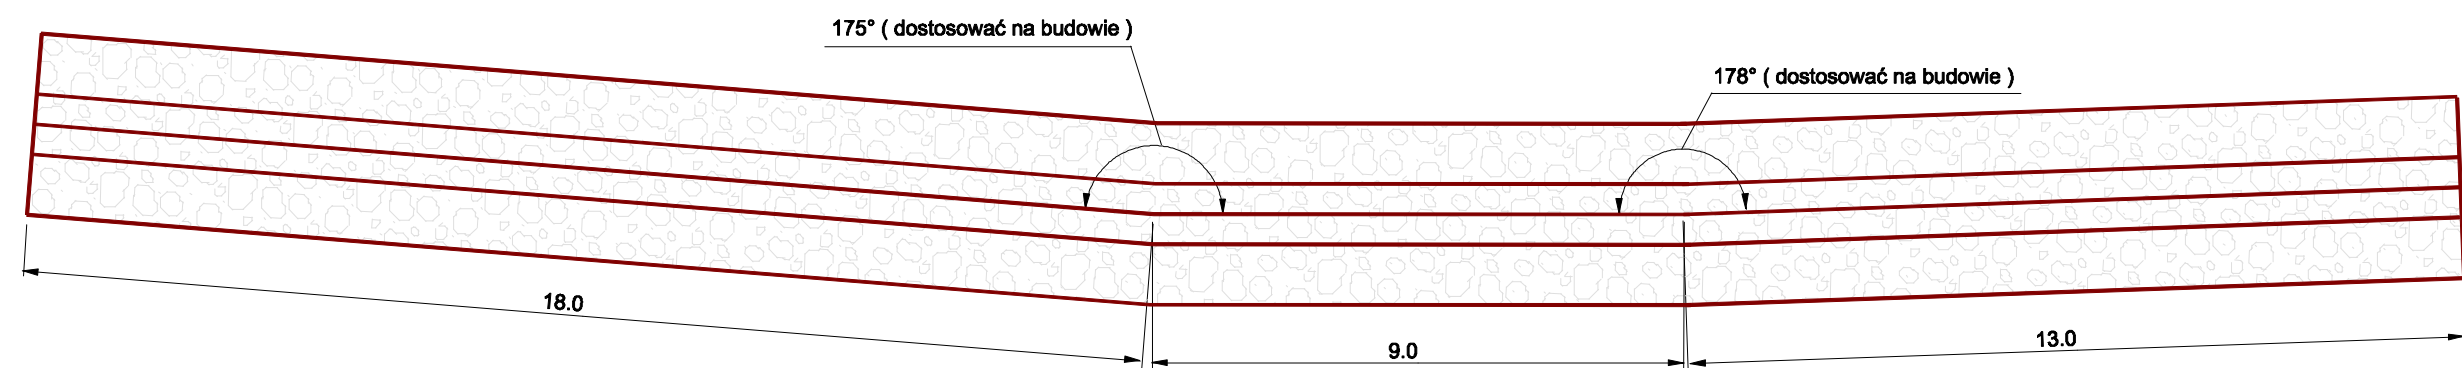 175° ( dostosować na budowie )
178° ( dostosować na budowie )
18.0
9.0
13.0